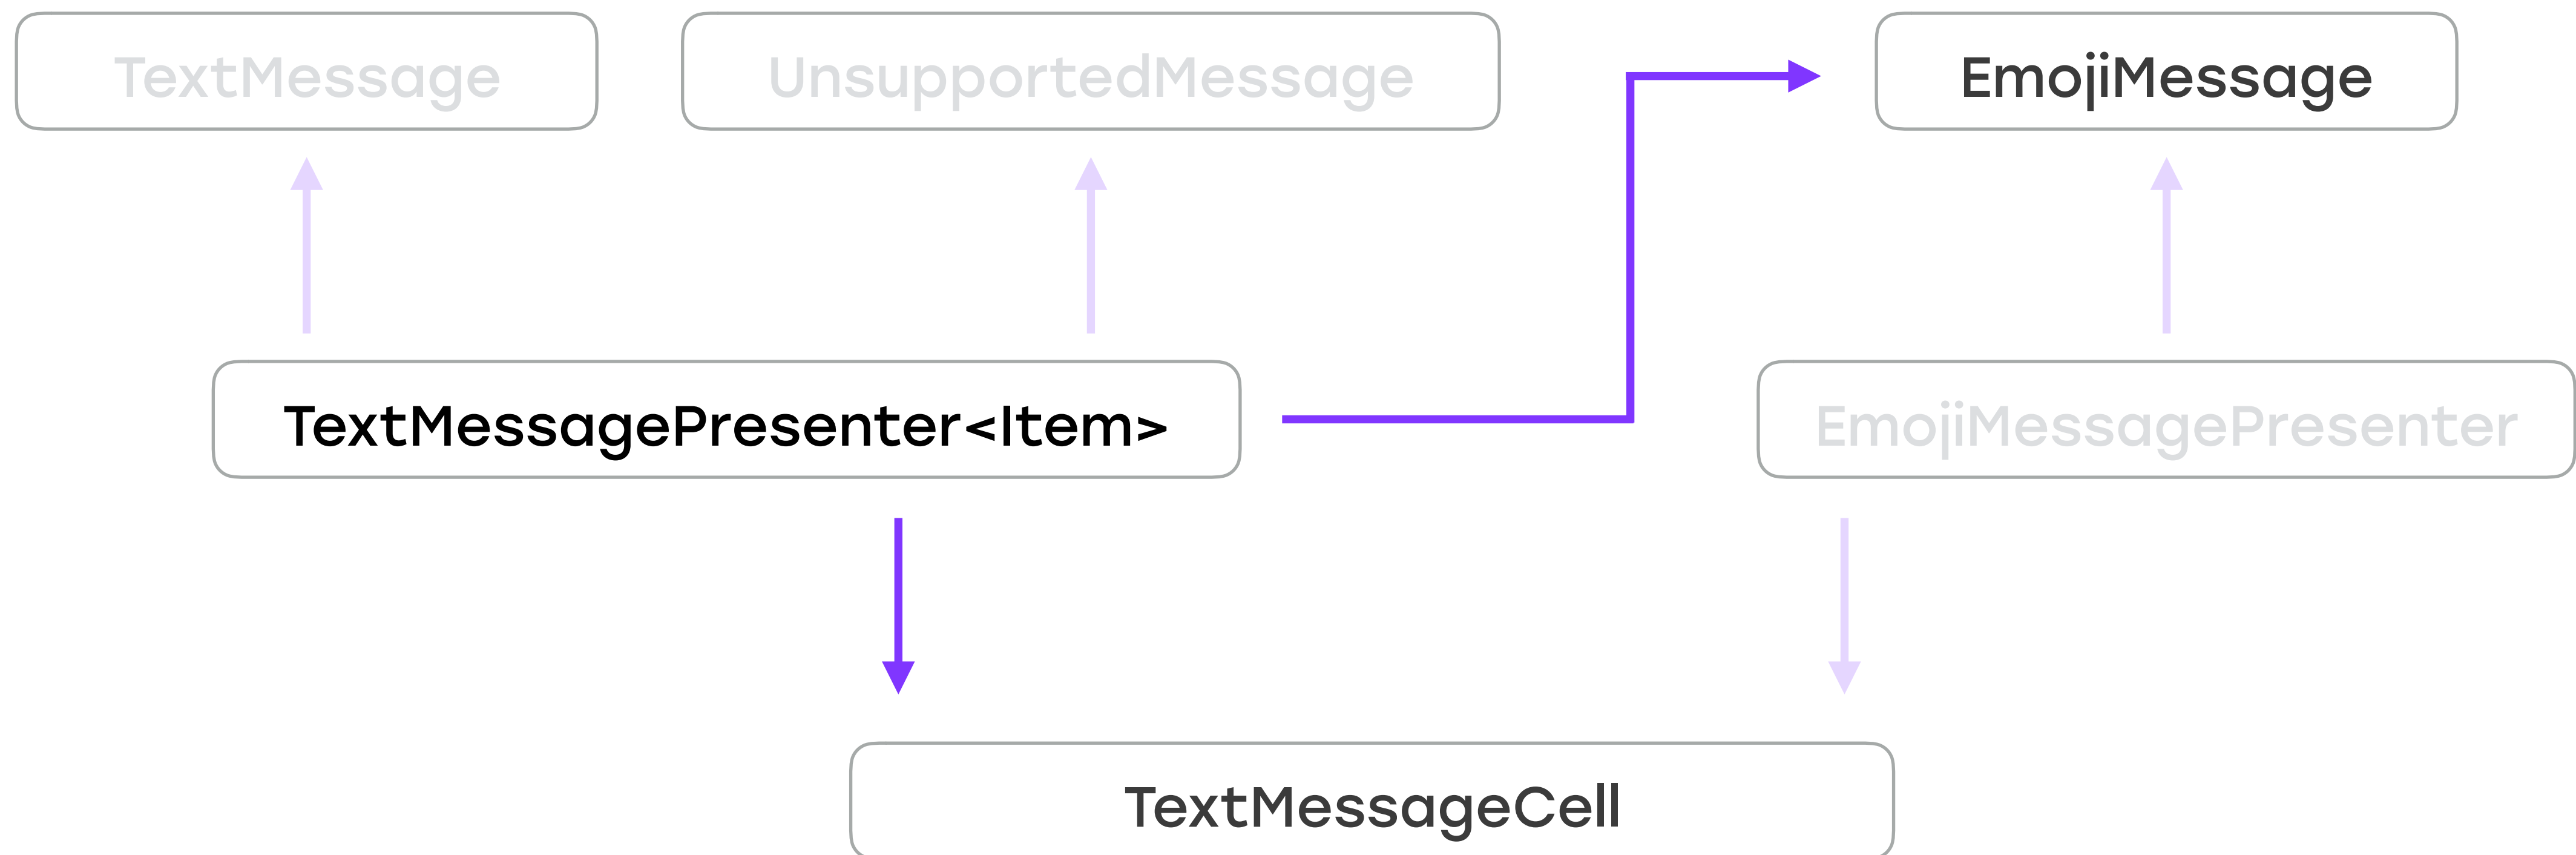 TextMessage
UnsupportedMessage
EmojiMessage
TextMessagePresenter<Item>
EmojiMessagePresenter
TextMessageCell